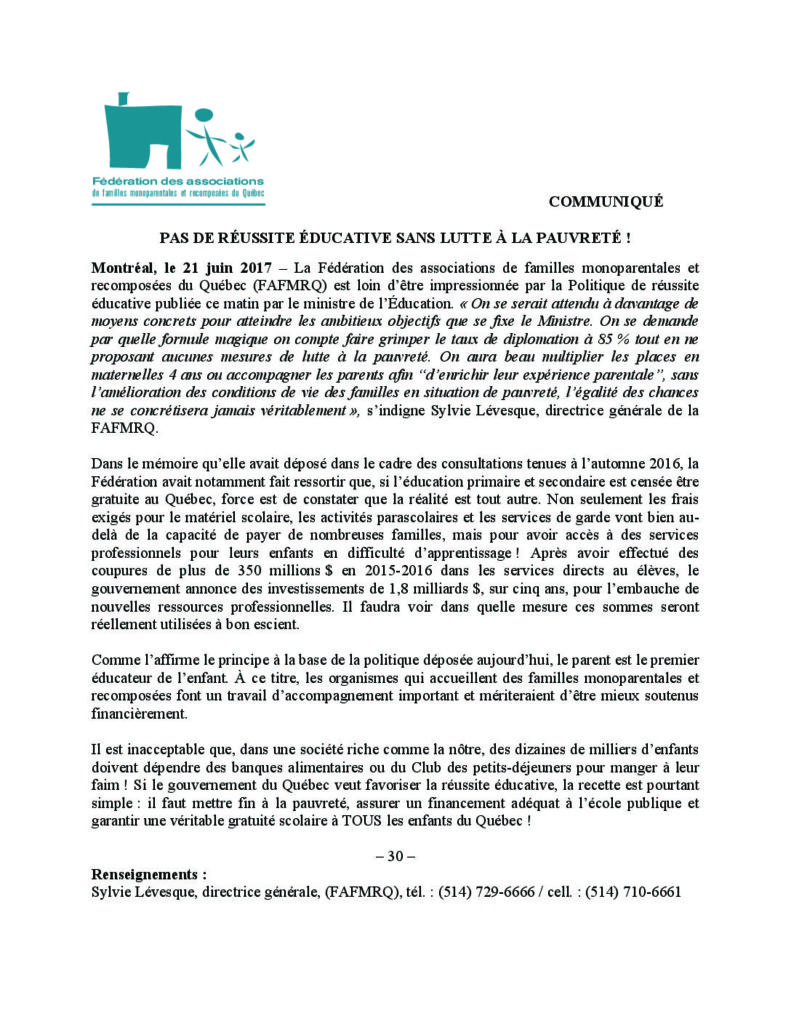 Fédération des associations
de familles monoparentales et recomposées du Québec
COMMUNIQUÉ
PAS DE RÉUSSITE ÉDUCATIVE SANS LUTTE À LA PAUVRETÉ !
Montréal, le 21 juin 2017 – La Fédération des associations de familles monoparentales et
recomposées du Québec (FAFMRQ) est loin d’être impressionnée par la Politique de réussite
éducative publiée ce matin par le ministre de l’Éducation. « On se serait attendu à davantage de
moyens concrets pour atteindre les ambitieux objectifs que se fixe le Ministre. On se demande
par quelle formule magique on compte faire grimper le taux de diplomation à 85 % tout en ne
proposant aucunes mesures de lutte à la pauvreté. On aura beau multiplier les places en
maternelles 4 ans ou accompagner les parents afin “d’enrichir leur expérience parentale”, sans
l’amélioration des conditions de vie des familles en situation de pauvreté, l’égalité des chances
ne se concrétisera jamais véritablement », s’indigne Sylvie Lévesque, directrice générale de la
FAFMRQ.
Dans le mémoire qu’elle avait déposé dans le cadre des consultations tenues à l’automne 2016, la
Fédération avait notamment fait ressortir que, si l’éducation primaire et secondaire est censée être
gratuite au Québec, force est de constater que la réalité est tout autre. Non seulement les frais
exigés pour le matériel scolaire, les activités parascolaires et les services de garde vont bien au-
delà de la capacité de payer de nombreuses familles, mais pour avoir accès à des services
professionnels pour leurs enfants en difficulté d’apprentissage ! Après avoir effectué des
coupures de plus de 350 millions $ en 2015-2016 dans les services directs au élèves, le
gouvernement annonce des investissements de 1,8 milliards $, sur cinq ans, pour l’embauche de
nouvelles ressources professionnelles. Il faudra voir dans quelle mesure ces sommes seront
réellement utilisées à bon escient.
Comme l’affirme le principe à la base de la politique déposée aujourd’hui, le parent est le premier
éducateur de l’enfant. À ce titre, les organismes qui accueillent des familles monoparentales et
recomposées font un travail d’accompagnement important et mériteraient d’être mieux soutenus
financièrement.
Il est inacceptable que, dans une société riche comme la nôtre, des dizaines de milliers d’enfants
doivent dépendre des banques alimentaires ou du Club des petits-déjeuners pour manger à leur
faim ! Si le gouvernement du Québec veut favoriser la réussite éducative, la recette est pourtant
simple : il faut mettre fin à la pauvreté, assurer un financement adéquat à l’école publique et
garantir une véritable gratuité scolaire à TOUS les enfants du Québec !
– 30 –
Renseignements :
Sylvie Lévesque, directrice générale, (FAFMRQ), tél. : (514) 729-6666 / cell. : (514) 710-6661